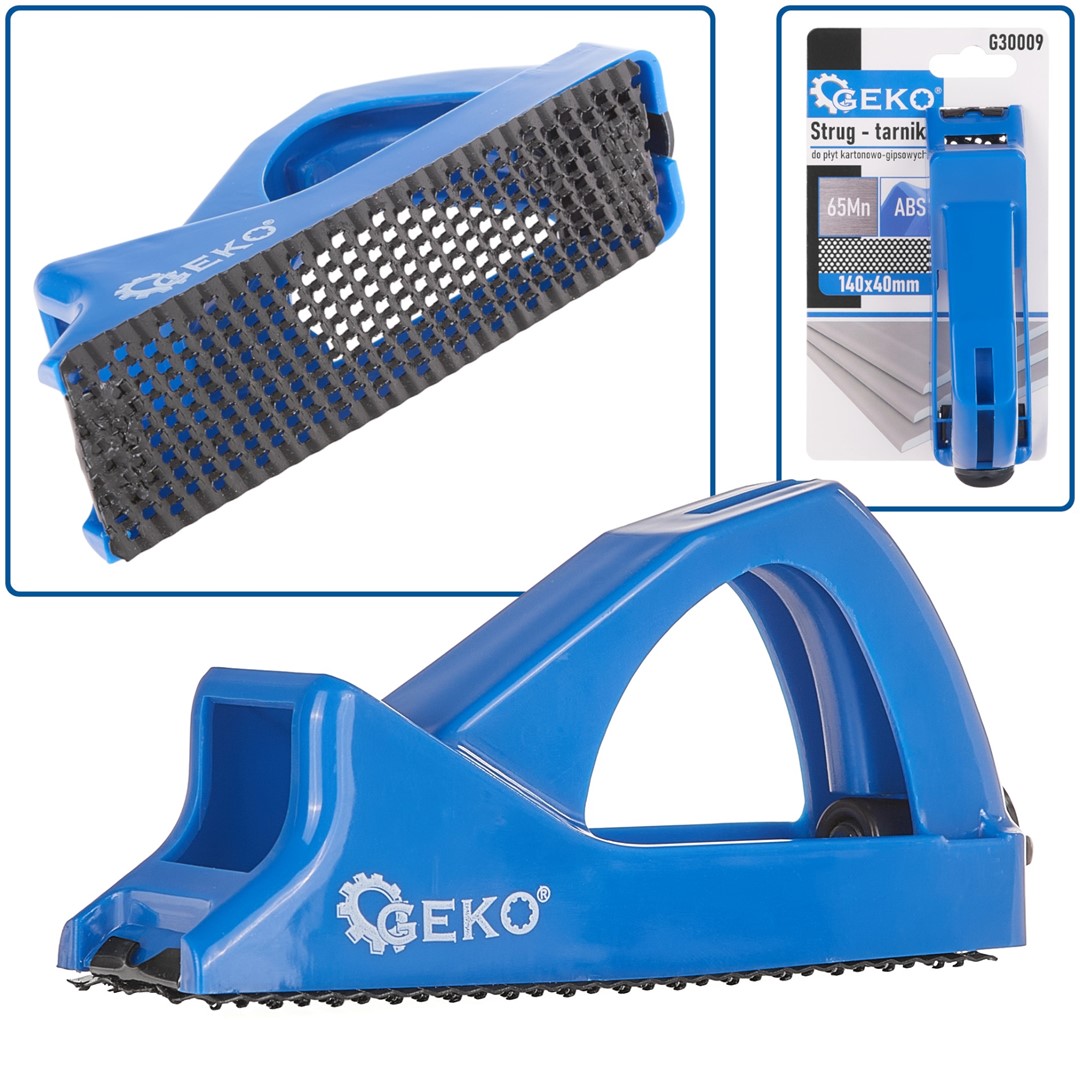 GEKO®
G30009
GEKO®
Strug - tarnik
do płyt kartonowo-gipsowych
65Mn
ABS
140x40mm
GEKO®